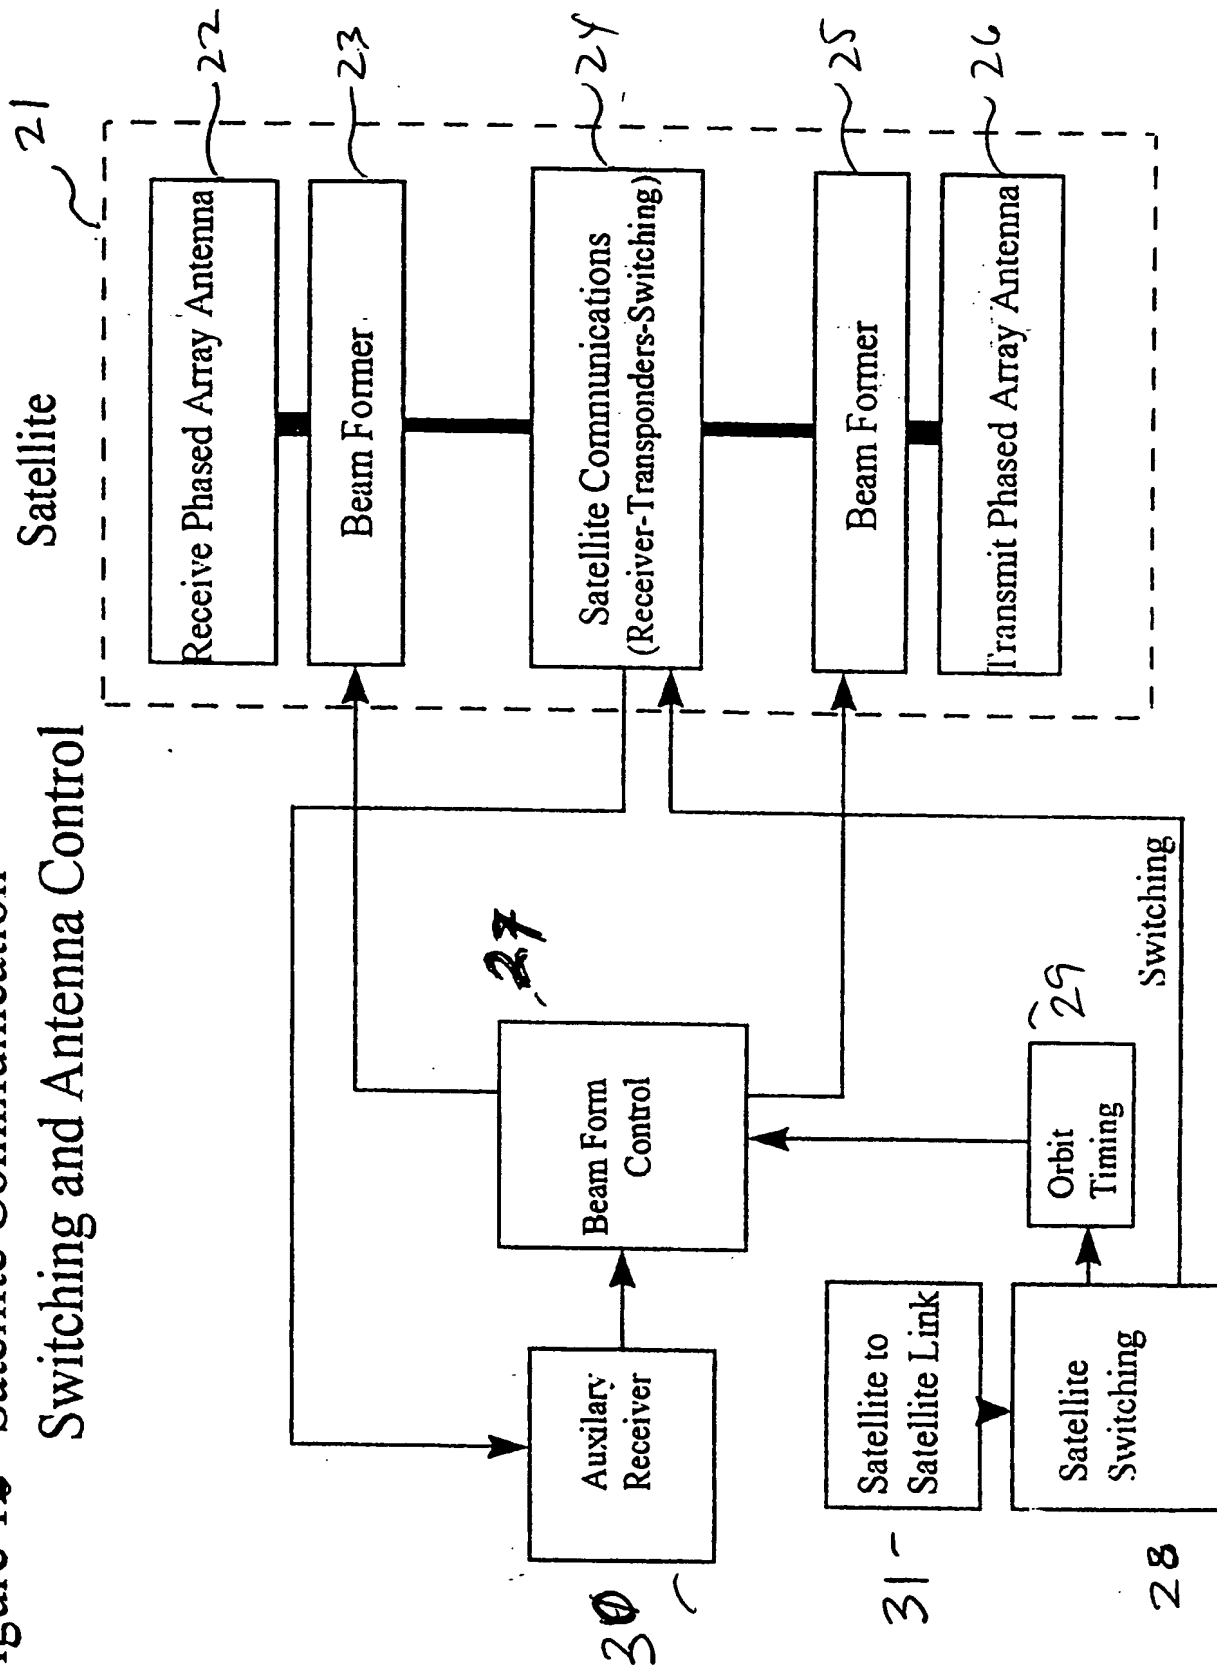 Satellite Communication
Switching and Antenna Control
Satellite
21
Receive Phased Array Antenna
22
Beam Former
23
Satellite Communications
(Receiver-Transponders-Switching)
24
Beam Former
25
Transmit Phased Array Antenna
26
27
Beam Form
Control
Auxilary
Receiver
30
Orbit
Timing
29
Satellite to
Satellite Link
31
Satellite
Switching
28
Switching